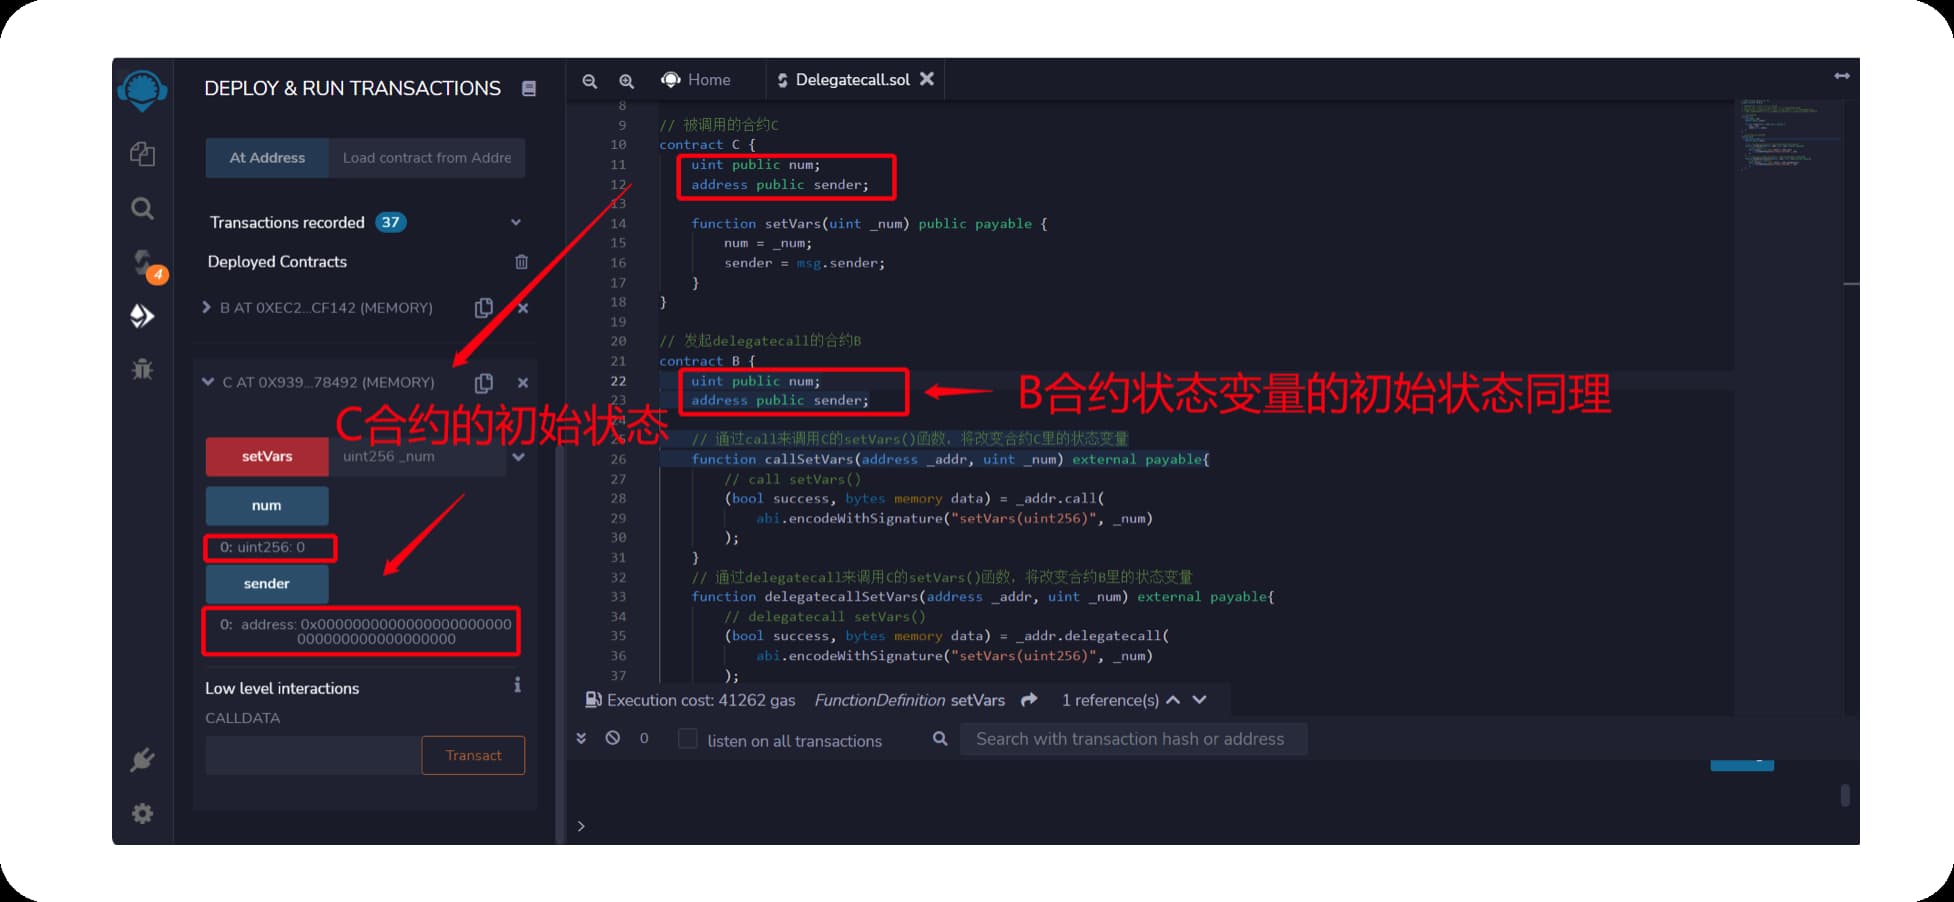 DEPLOY & RUN TRANSACTIONS
At Address
Load contract from Addre
Transactions recorded 37
Deployed Contracts
4
B AT 0XEC2...CF142 (MEMORY)
C AT 0X939...78492 (MEMORY)
C合约的初始状态
setVars
uint256 _num
num
0: uint256: 0
sender
0: address: 0x00000000000000000000000
00000000000000000
Low level interactions
CALLDATA
Transact
Home
Delegatecall.sol
8
9 // 被调用的合约C
10 contract C {
11 uint public num;
12 address public sender;
13
14 function setVars(uint _num) public payable {
15 num = _num;
16 sender = msg.sender;
17 }
18 }
19
20 // 发起delegatecall的合约B
21 contract B {
22 uint public num;
23 address public sender;
B合约状态变量的初始状态同理
24
25 // 通过call来调用C的setVars()函数，将改变合约C里的状态变量
26 function callSetVars(address _addr, uint _num) external payable{
27 // call setVars()
28 (bool success, bytes memory data) = _addr.call(
29 abi.encodeWithSignature("setVars(uint256)", _num)
30 );
31 }
32 // 通过delegatecall来调用C的setVars()函数，将改变合约B里的状态变量
33 function delegatecallSetVars(address _addr, uint _num) external payable{
34 // delegatecall setVars()
35 (bool success, bytes memory data) = _addr.delegatecall(
36 abi.encodeWithSignature("setVars(uint256)", _num)
37 );
Execution cost: 41262 gas FunctionDefinition setVars 1 reference(s)
0 listen on all transactions
Search with transaction hash or address
>